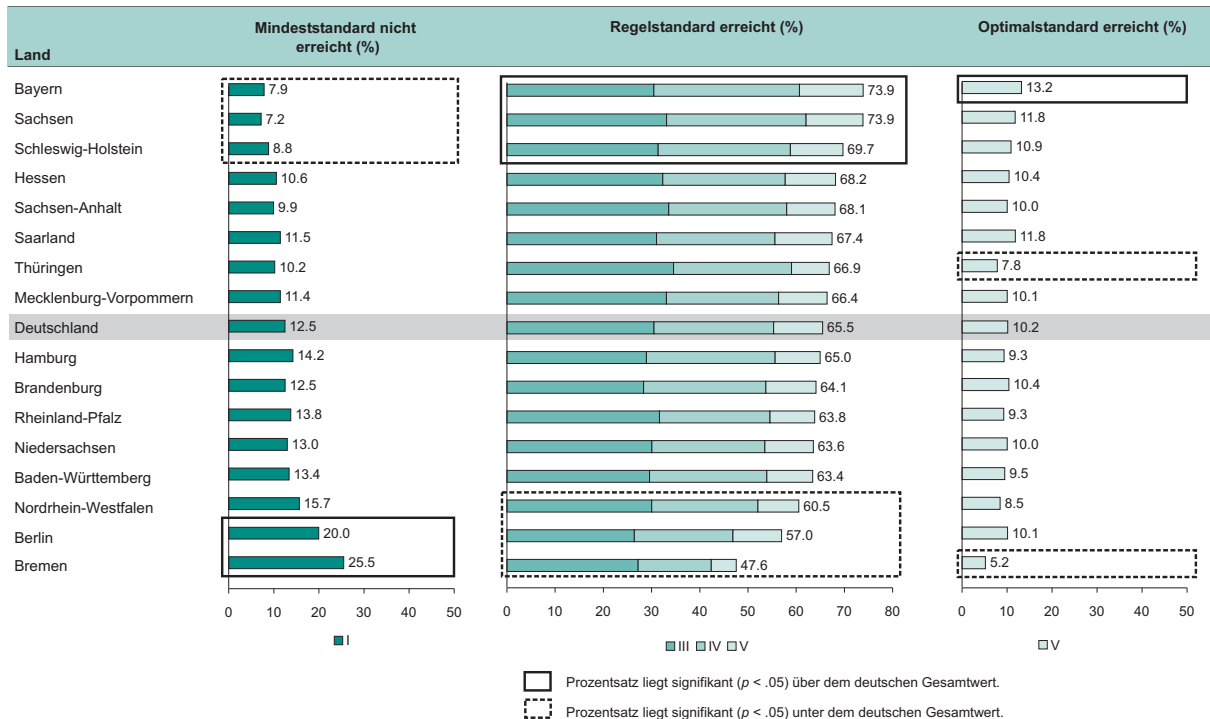 Land
Mindeststandard nicht
erreicht (%)
Regelstandard erreicht (%)
Optimalstandard erreicht (%)
Bayern 7.9 73.9 13.2
Sachsen 7.2 73.9 11.8
Schleswig-Holstein 8.8 69.7 10.9
Hessen 10.6 68.2 10.4
Sachsen-Anhalt 9.9 68.1 10.0
Saarland 11.5 67.4 11.8
Thüringen 10.2 66.9 7.8
Mecklenburg-Vorpommern 11.4 66.4 10.1
Deutschland 12.5 65.5 10.2
Hamburg 14.2 65.0 9.3
Brandenburg 12.5 64.1 10.4
Rheinland-Pfalz 13.8 63.8 9.3
Niedersachsen 13.0 63.6 10.0
Baden-Württemberg 13.4 63.4 9.5
Nordrhein-Westfalen 15.7 60.5 8.5
Berlin 20.0 57.0 10.1
Bremen 25.5 47.6 5.2
0 10 20 30 40 50 0 10 20 30 40 50 60 70 80 0 10 20 30 40 50
I III IV V V
Prozentsatz liegt signifikant (p < .05) über dem deutschen Gesamtwert.
Prozentsatz liegt signifikant (p < .05) unter dem deutschen Gesamtwert.